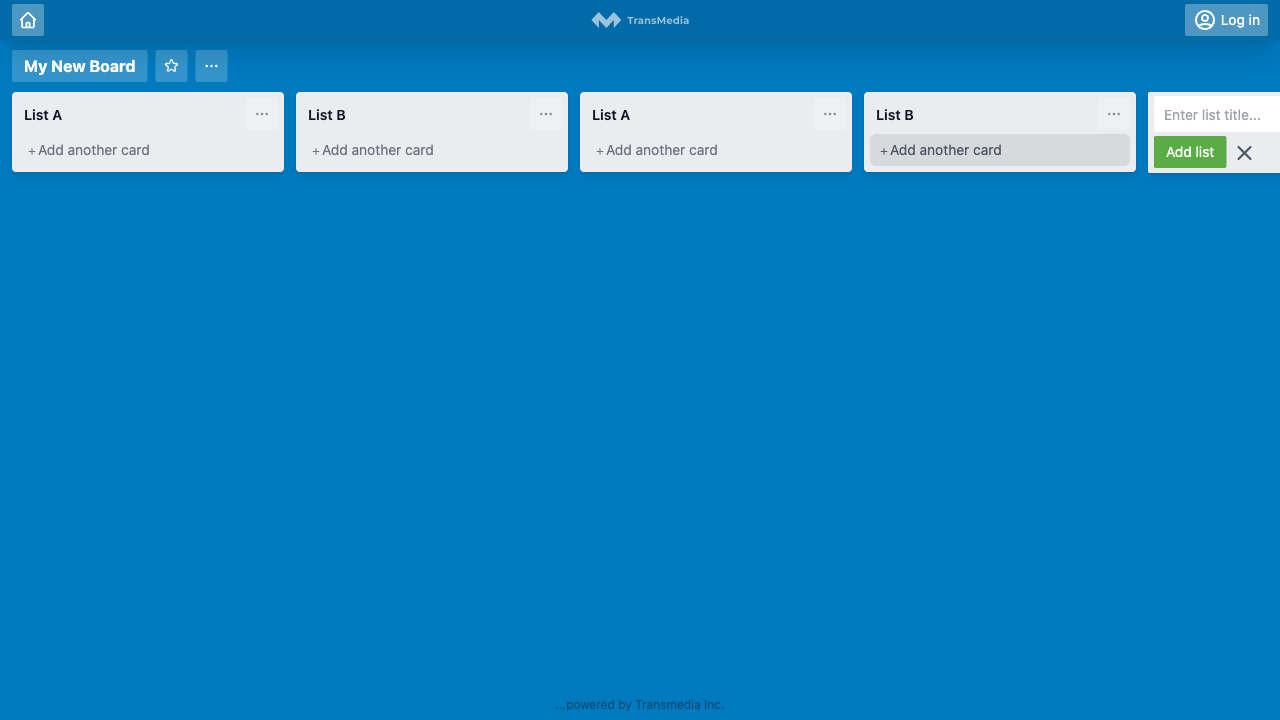 TransMedia
Log in
My New Board
List A
+ Add another card
List B
+ Add another card
List A
+ Add another card
List B
+ Add another card
Enter list title...
Add list
...powered by Transmedia Inc.